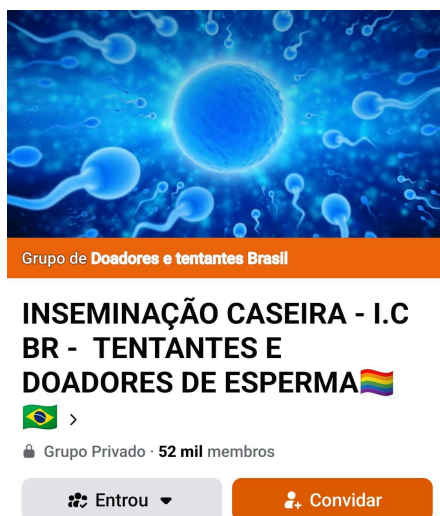 Grupo de Doadores e tentantes Brasil
INSEMINAÇÃO CASEIRA - I.C
BR - TENTANTES E
DOADORES DE ESPERMA🏳️‍🌈
🇧🇷 >
Grupo Privado · 52 mil membros
Entrou
Convidar